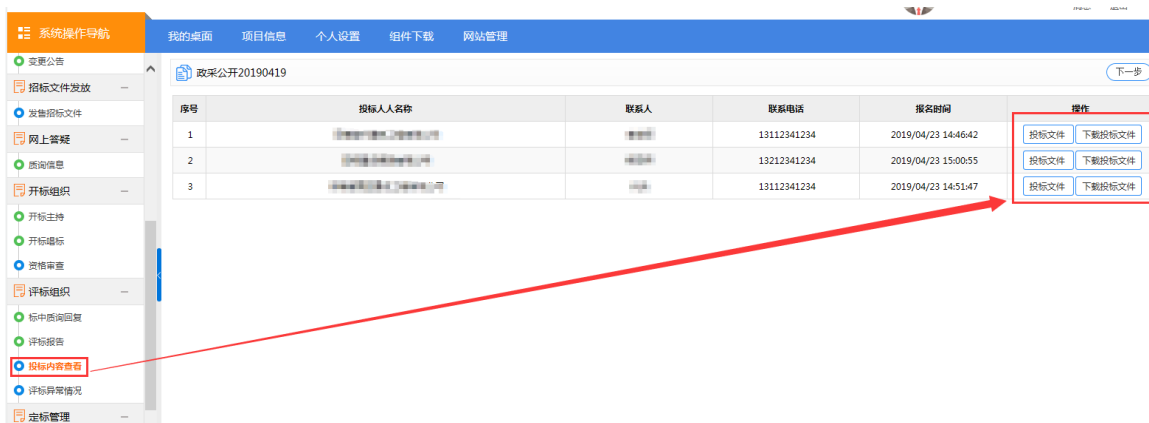 系统操作导航
我的桌面 项目信息 个人设置 组件下载 网站管理
变更公告
招标文件发放
发售招标文件
网上答疑
质询信息
开标组织
开标主持
开标唱标
资格审查
评标组织
标中质询回复
评标报告
投标内容查看
评标异常情况
定标管理
政采公开20190419 下一步
序号 投标人人名称 联系人 联系电话 报名时间 操作
1 13112341234 2019/04/23 14:46:42 投标文件 下载投标文件
2 13212341234 2019/04/23 15:00:55 投标文件 下载投标文件
3 13112341234 2019/04/23 14:51:47 投标文件 下载投标文件